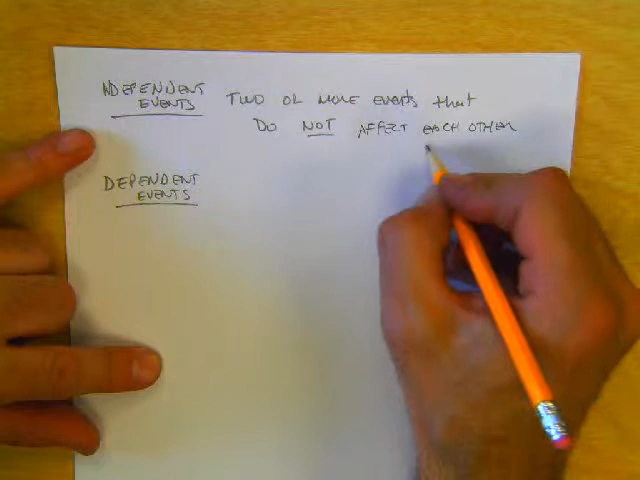 INDEPENDENT
EVENTS
TWO OR MORE EVENTS that
DO NOT AFFECT EACH OTHER
DEPENDENT
EVENTS